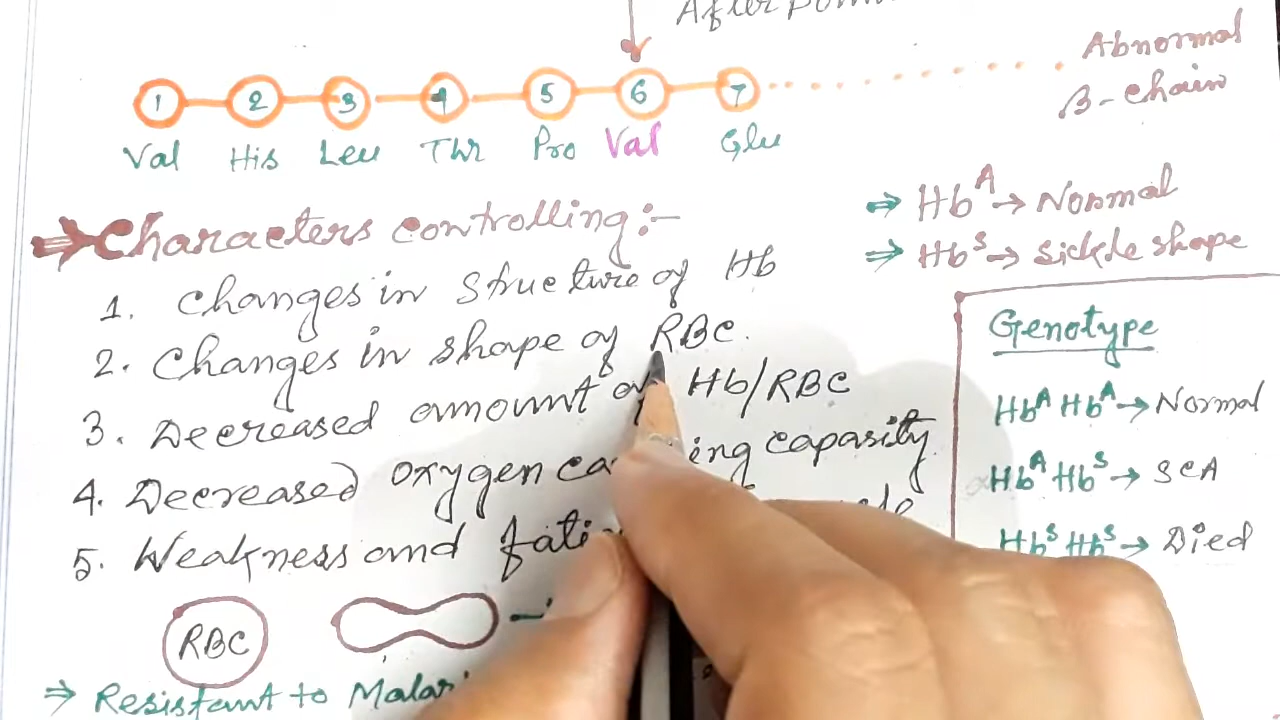 After
1 2 3 4 5 6 7
Val His Leu Thr Pro Val Glu
Abnormal
β-Chain
⇒ Characters controlling:-
1. Changes in structure of Hb
2. Changes in shape of RBC.
3. Decreased amount of Hb/RBC
4. Decreased oxygen capasity
5. Weakness and
RBC
⇒ Resistant to
⇒ Hb^A → Normal
⇒ Hb^S → Sickle shape
Genotype
Hb^A Hb^A → Normal
Hb^A Hb^S → SCA
Hb^S Hb^S → Died